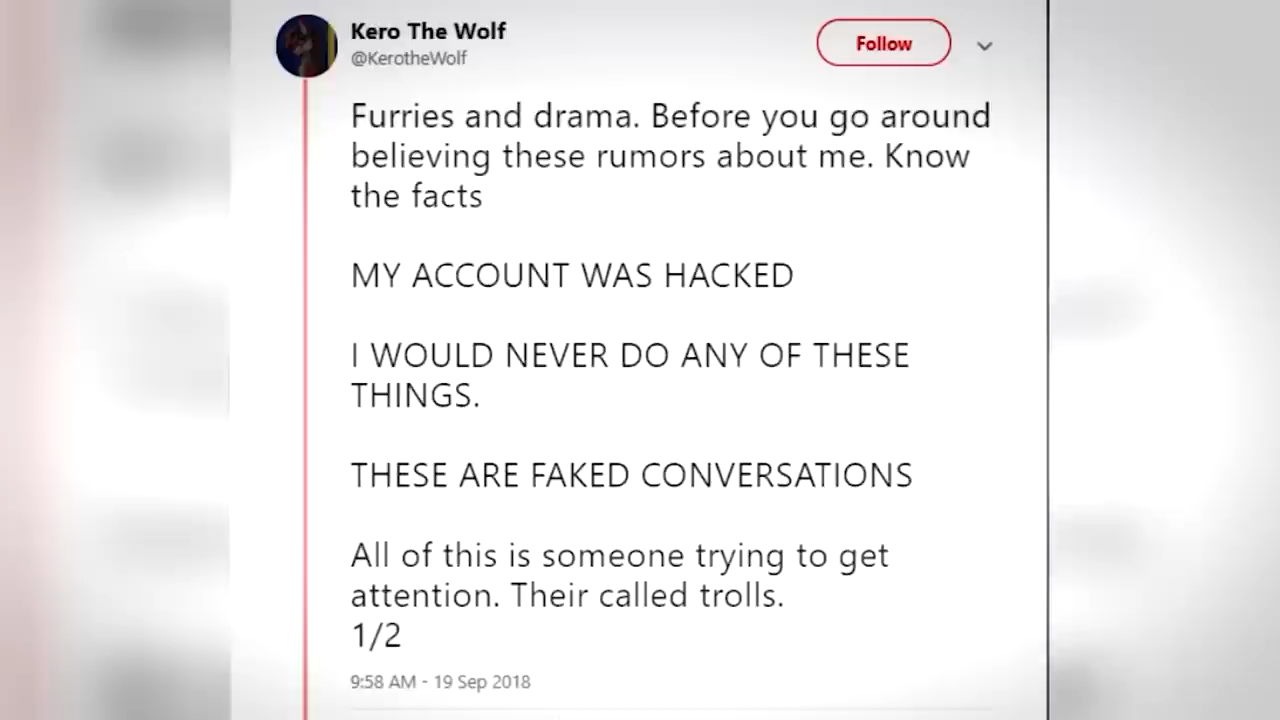 Kero The Wolf
@KerotheWolf
Follow
Furries and drama. Before you go around
believing these rumors about me. Know
the facts
MY ACCOUNT WAS HACKED
I WOULD NEVER DO ANY OF THESE
THINGS.
THESE ARE FAKED CONVERSATIONS
All of this is someone trying to get
attention. Their called trolls.
1/2
9:58 AM - 19 Sep 2018